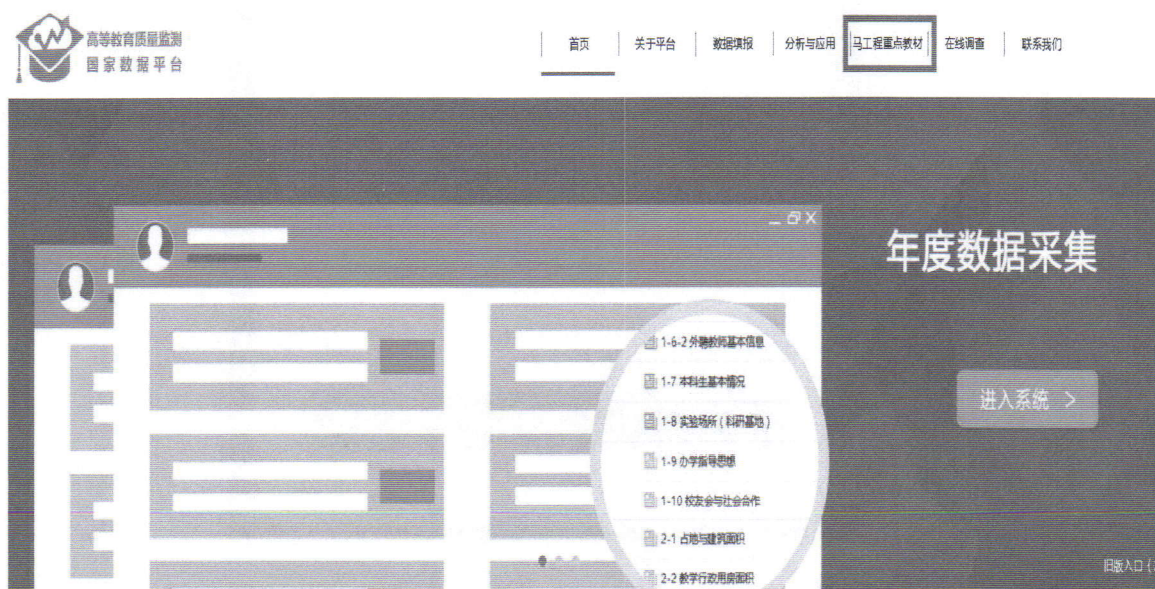 高等教育质量监测
国家数据平台
首页
关于平台
数据填报
分析与应用
马工程重点教材
在线调查
联系我们
年度数据采集
进入系统 >
1-6-2 外聘教师基本信息
1-7 本科生基本情况
1-8 实验场所（科研基地）
1-9 办学指导思想
1-10 校友会与社会合作
2-1 占地与建筑面积
2-2 教学行政用房面积
旧版入口（